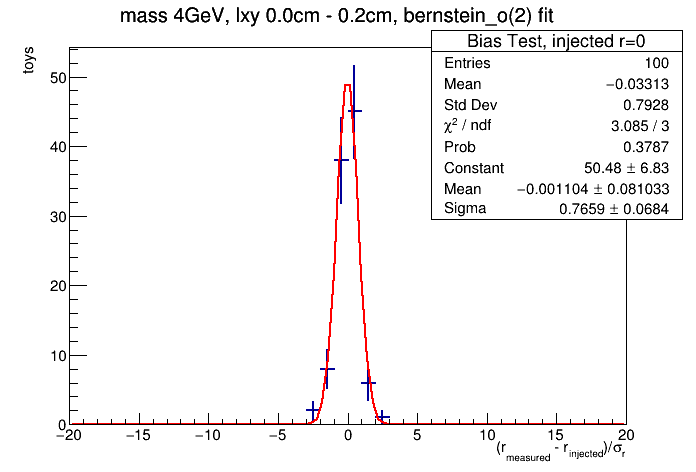 mass 4GeV, lxy 0.0cm - 0.2cm, bernstein_o(2) fit
toys
Bias Test, injected r=0
Entries 100
Mean −0.03313
Std Dev 0.7928
χ² / ndf 3.085 / 3
Prob 0.3787
Constant 50.48 ± 6.83
Mean −0.001104 ± 0.081033
Sigma 0.7659 ± 0.0684
50
40
30
20
10
0
−20 −15 −10 −5 0 5 10 15 20
(r_measured - r_injected)/σ_r